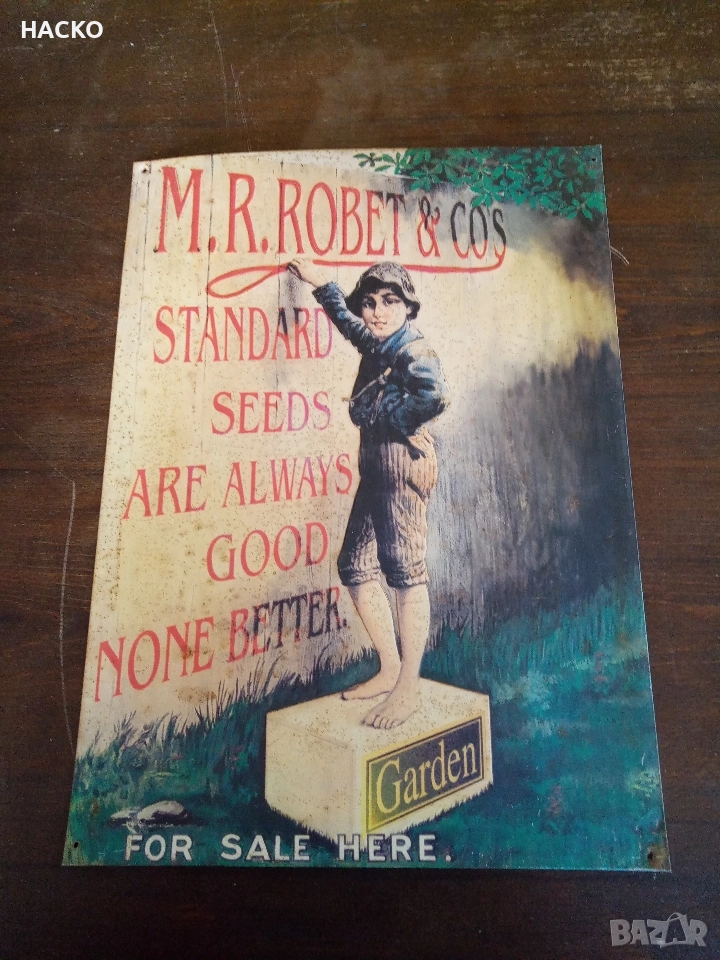 HACKO
M.R. ROBET & CO'S
STANDARD
SEEDS
ARE ALWAYS
GOOD
NONE BETTER.
Garden
FOR SALE HERE.
BAZAR